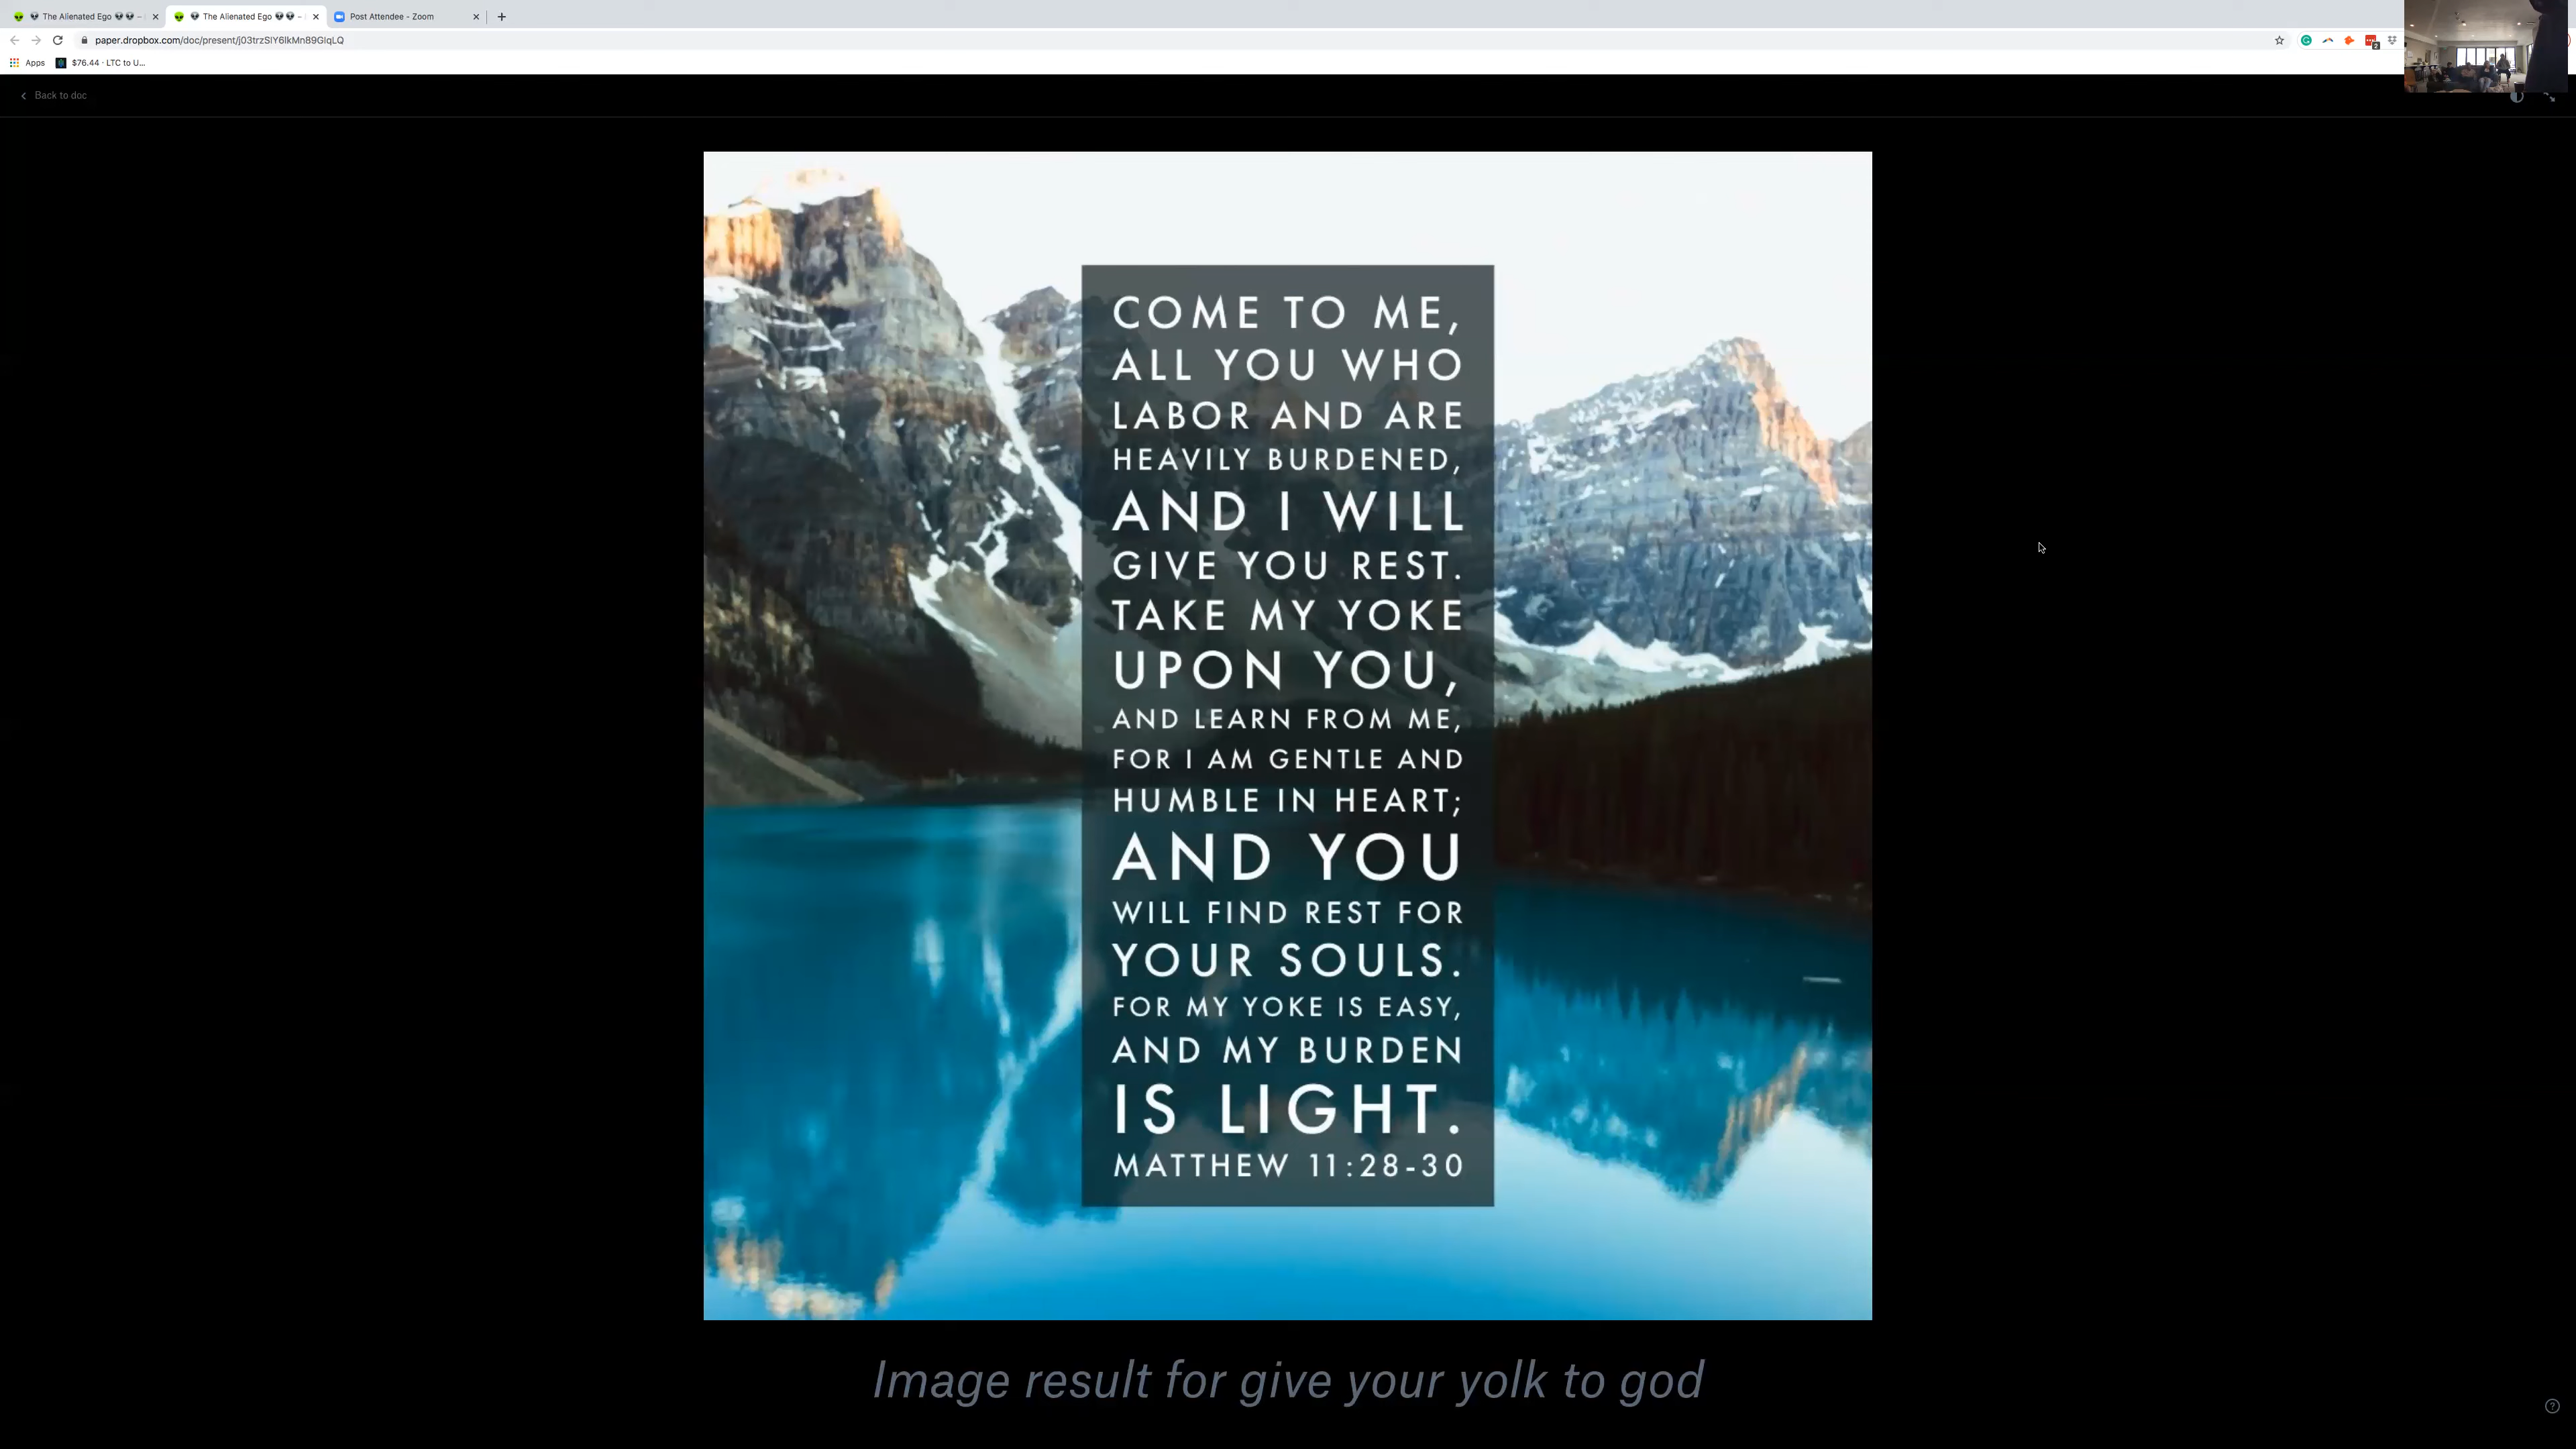 The Alienated Ego
The Alienated Ego
Post Attendee - Zoom
paper.dropbox.com/doc/present/
Apps
$76.44 · LTC to U...
Back to doc
COME TO ME,
ALL YOU WHO
LABOR AND ARE
HEAVILY BURDENED,
AND I WILL
GIVE YOU REST.
TAKE MY YOKE
UPON YOU,
AND LEARN FROM ME,
FOR I AM GENTLE AND
HUMBLE IN HEART;
AND YOU
WILL FIND REST FOR
YOUR SOULS.
FOR MY YOKE IS EASY,
AND MY BURDEN
IS LIGHT.
MATTHEW 11:28-30
Image result for give your yolk to god